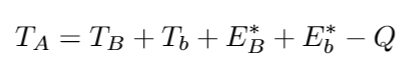 T_A = T_B + T_b + E_B^* + E_b^* − Q